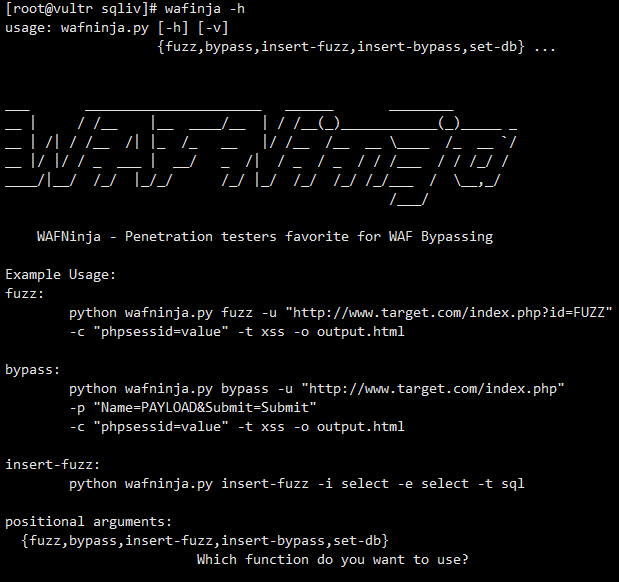 [root@vultr sqliv]# wafinja -h
usage: wafninja.py [-h] [-v]
{fuzz,bypass,insert-fuzz,insert-bypass,set-db} ...
WAFNinja
WAFNinja - Penetration testers favorite for WAF Bypassing
Example Usage:
fuzz:
python wafninja.py fuzz -u "http://www.target.com/index.php?id=FUZZ"
-c "phpsessid=value" -t xss -o output.html
bypass:
python wafninja.py bypass -u "http://www.target.com/index.php"
-p "Name=PAYLOAD&Submit=Submit"
-c "phpsessid=value" -t xss -o output.html
insert-fuzz:
python wafninja.py insert-fuzz -i select -e select -t sql
positional arguments:
{fuzz,bypass,insert-fuzz,insert-bypass,set-db}
Which function do you want to use?